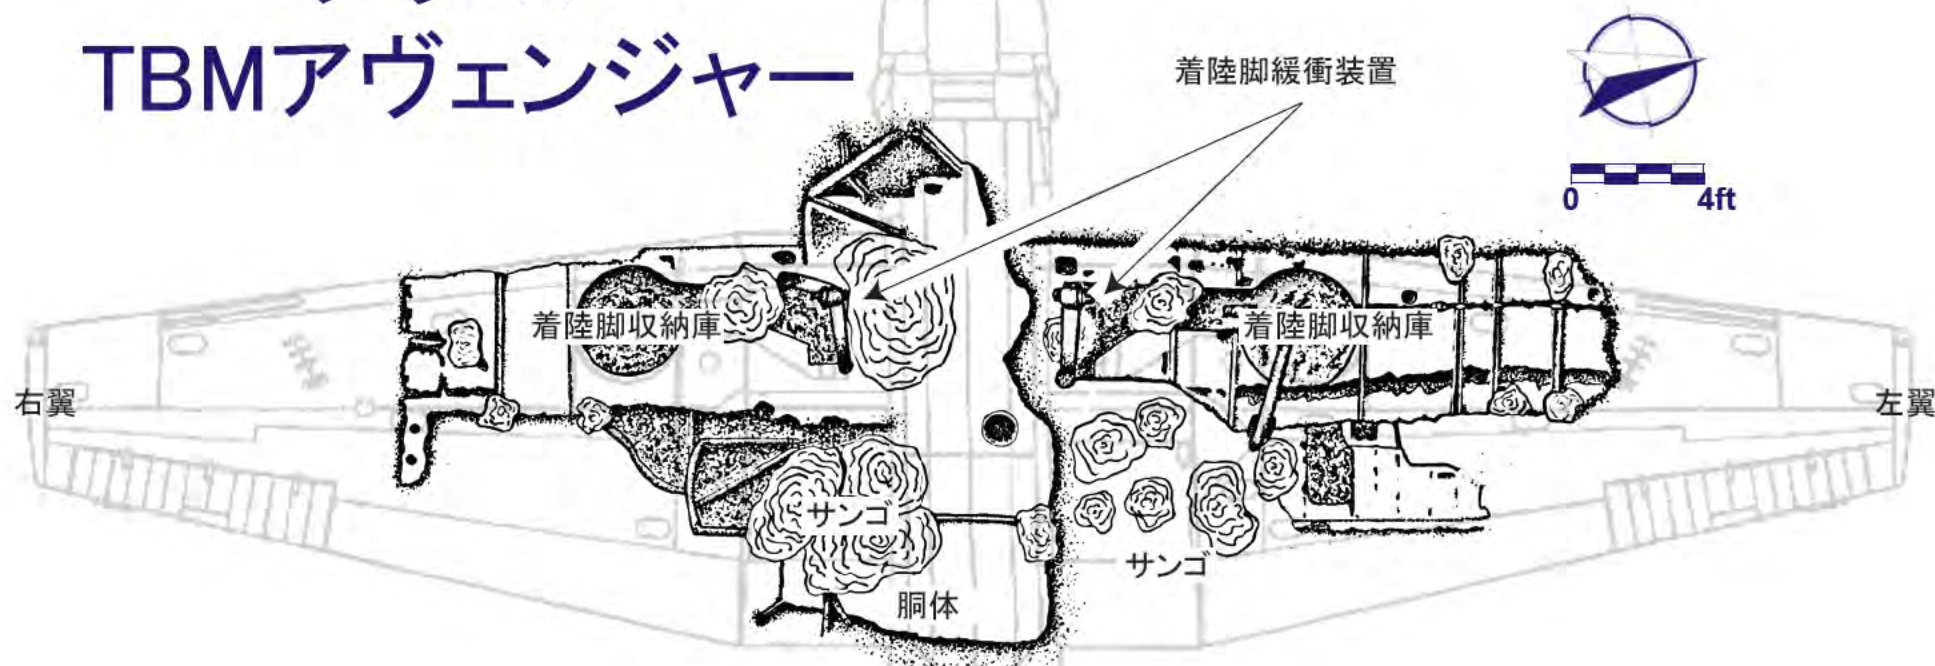 TBMアヴェンジャー
着陸脚緩衝装置
0 4ft
着陸脚収納庫
着陸脚収納庫
右翼
左翼
サンゴ
サンゴ
胴体